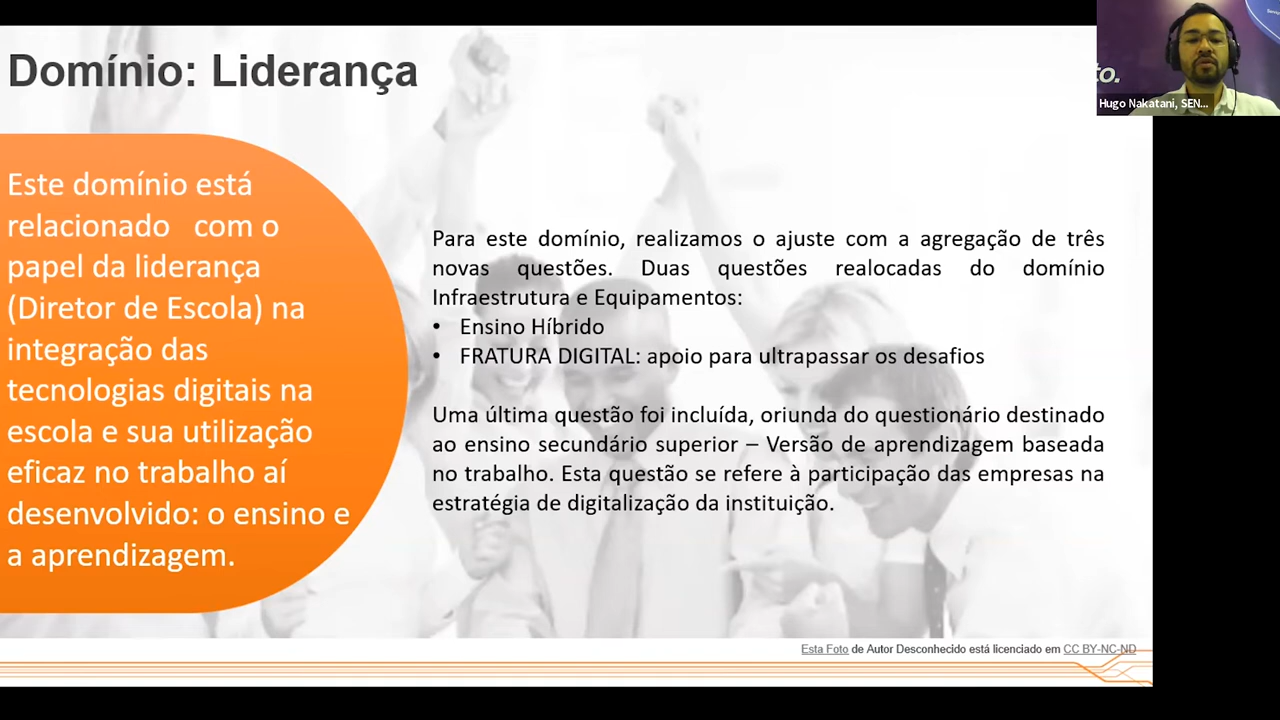 Domínio: Liderança
Este domínio está
relacionado com o
papel da liderança
(Diretor de Escola) na
integração das
tecnologias digitais na
escola e sua utilização
eficaz no trabalho aí
desenvolvido: o ensino e
a aprendizagem.
Para este domínio, realizamos o ajuste com a agregação de três
novas questões. Duas questões realocadas do domínio
Infraestrutura e Equipamentos:
• Ensino Híbrido
• FRATURA DIGITAL: apoio para ultrapassar os desafios
Uma última questão foi incluída, oriunda do questionário destinado
ao ensino secundário superior – Versão de aprendizagem baseada
no trabalho. Esta questão se refere à participação das empresas na
estratégia de digitalização da instituição.
Esta Foto de Autor Desconhecido está licenciado em CC BY-NC-ND
to.
Hugo Nakatani, SEN...